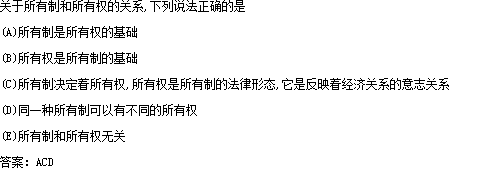 关于所有制和所有权的关系,下列说法正确的是
(A)所有制是所有权的基础
(B)所有权是所有制的基础
(C)所有制决定着所有权,所有权是所有制的法律形态,它是反映着经济关系的意志关系
(D)同一种所有制可以有不同的所有权
(E)所有制和所有权无关
答案：ACD